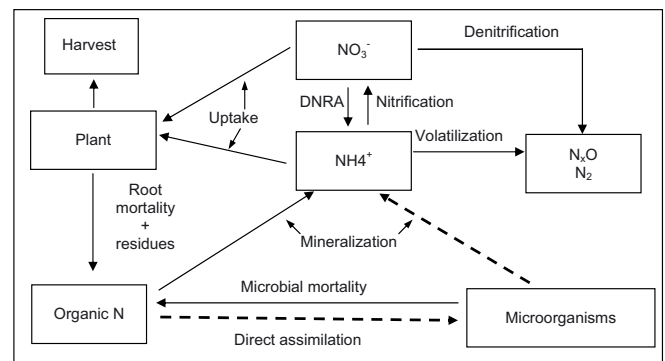 Harvest
NO₃⁻
Denitrification
DNRA
Nitrification
Uptake
Plant
Volatilization
NH4⁺
NₓO
N₂
Root
mortality
+
residues
Mineralization
Microbial mortality
Organic N
Microorganisms
Direct assimilation